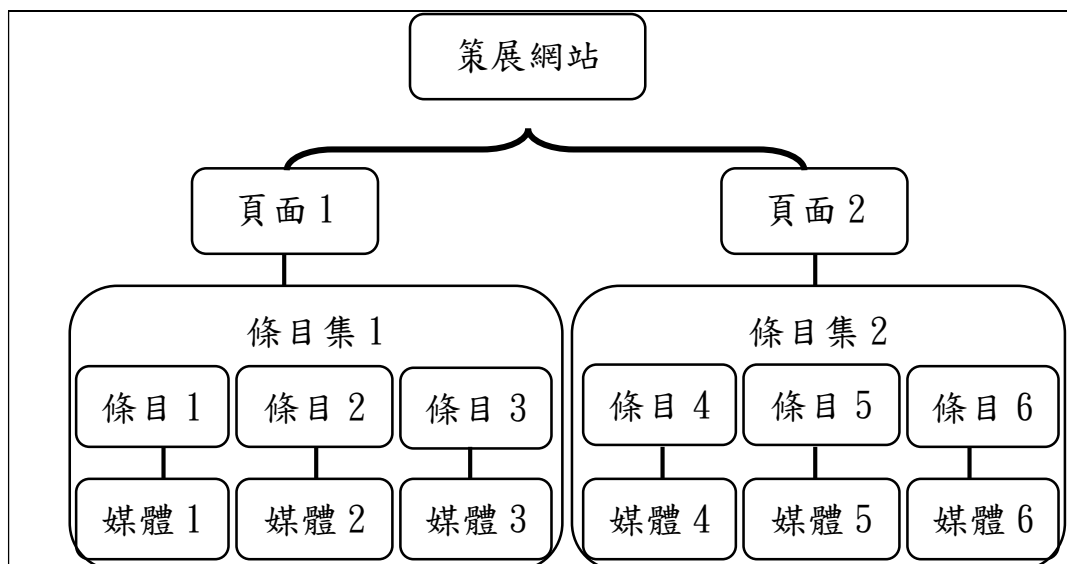 策展網站
頁面 1 頁面 2
條目集 1 條目集 2
條目 1 條目 2 條目 3 條目 4 條目 5 條目 6
媒體 1 媒體 2 媒體 3 媒體 4 媒體 5 媒體 6